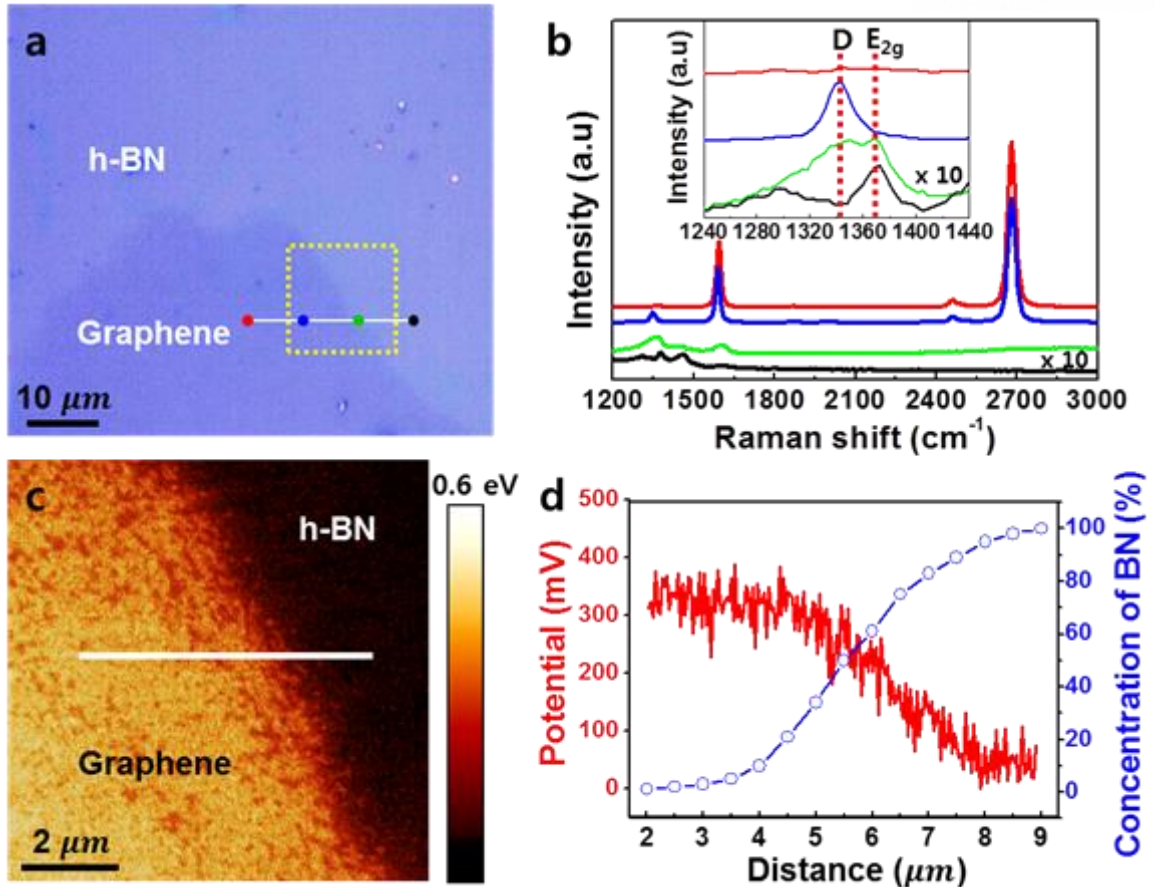 a
h-BN
Graphene
10 μm
b
D E2g
x 10
Intensity (a.u)
1240 1280 1320 1360 1400 1440
Intensity (a.u)
x 10
1200 1500 1800 2100 2400 2700 3000
Raman shift (cm-1)
c
0.6 eV
h-BN
Graphene
2 μm
d
500
400
300
200
100
0
Potential (mV)
100
80
60
40
20
0
Concentration of BN (%)
2 3 4 5 6 7 8 9
Distance (μm)